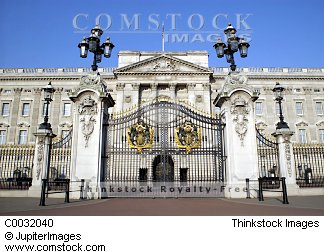 COMSTOCK
IMAGES
Thinkstock Royalty-Free
C0032040 Thinkstock Images
© JupiterImages
www.comstock.com